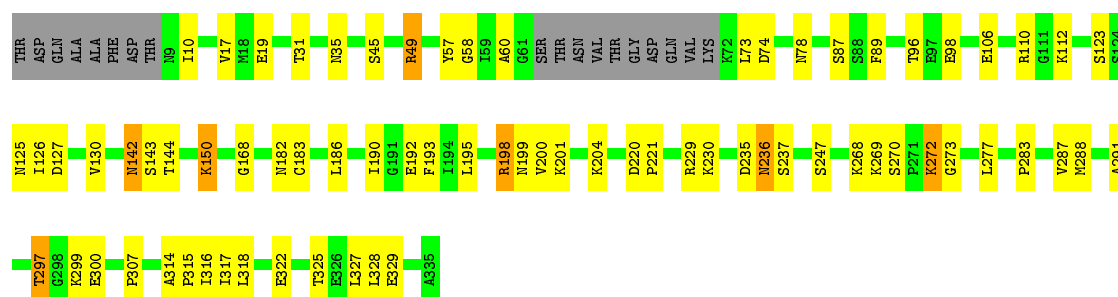 THR ASP GLN ALA ALA PHE ASP THR N9 I10 V17 M18 E19 T31 N35 S45 R49 Y57 G58 I59 A60 G61 SER THR ASN VAL THR GLY ASP GLN VAL LYS K72 L73 D74 N78 S87 S88 F89 T96 E97 E98 E106 R110 G111 K112 S123 S124
N125 I126 D127 V130 N142 S143 T144 K150 G168 N182 C183 L186 I190 G191 E192 F193 I194 L195 R198 N199 V200 K201 K204 D220 P221 R229 K230 D235 N236 S237 S247 K268 K269 S270 P271 K272 G273 L277 P283 V287 M288 A291
T297 G298 K299 E300 P307 A314 P315 I316 I317 L318 E322 T325 E326 L327 L328 E329 A335